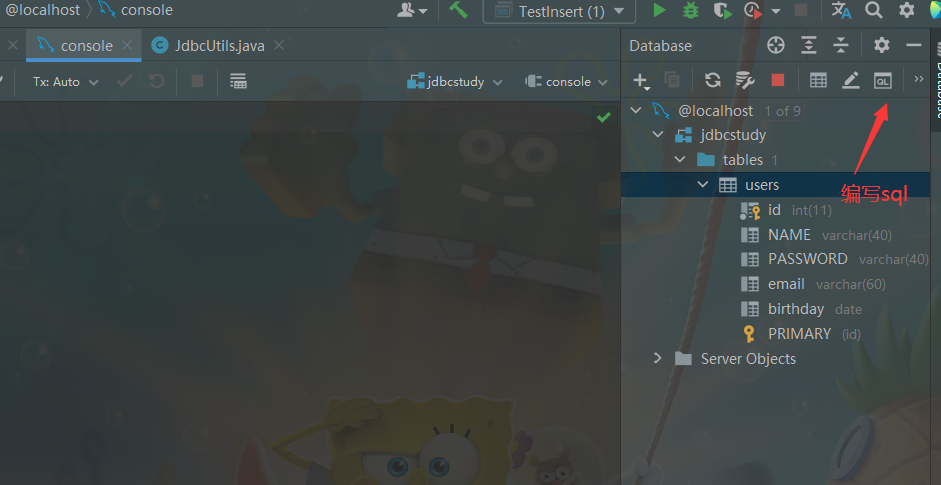 @localhost console TestInsert (1)
console JdbcUtils.java Database
Tx: Auto jdbcstudy console QL
@localhost 1 of 9
jdbcstudy
tables 1
users
编写sql
id int(11)
NAME varchar(40)
PASSWORD varchar(40)
email varchar(60)
birthday date
PRIMARY (id)
Server Objects
Database